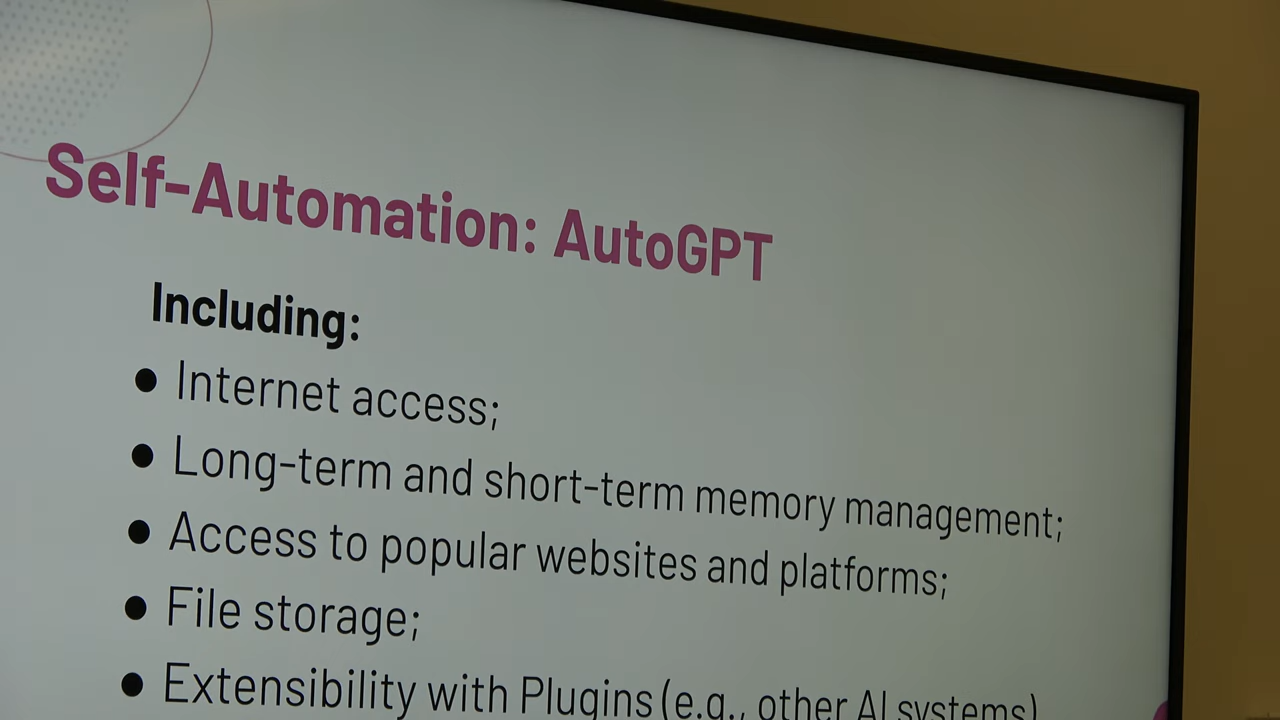 Self-Automation: AutoGPT
Including:
● Internet access;
● Long-term and short-term memory management;
● Access to popular websites and platforms;
● File storage;
● Extensibility with Plugins (e.g., other AI systems)